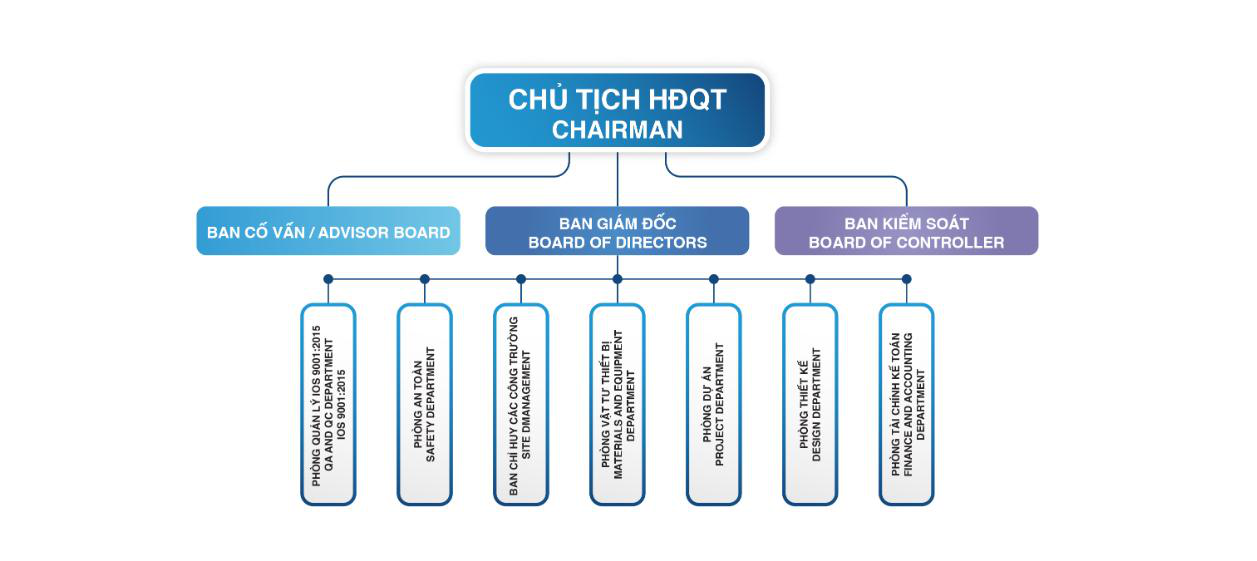 CHỦ TỊCH HĐQT
CHAIRMAN
BAN CỐ VẤN / ADVISOR BOARD
BAN GIÁM ĐỐC
BOARD OF DIRECTORS
BAN KIỂM SOÁT
BOARD OF CONTROLLER
PHÒNG QUẢN LÝ IOS 9001:2015
QA AND QC DEPARTMENT
IOS 9001:2015
PHÒNG AN TOÀN
SAFETY DEPARTMENT
BAN CHỈ HUY CÁC CÔNG TRƯỜNG
SITE DMANAGEMENT
PHÒNG VẬT TƯ THIẾT BỊ
MATERIALS AND EQUIPMENT
DEPARTMENT
PHÒNG DỰ ÁN
PROJECT DEPARTMENT
PHÒNG THIẾT KẾ
DESIGN DEPARTMENT
PHÒNG TÀI CHÍNH KẾ TOÁN
FINANCE AND ACCOUNTING
DEPARTMENT